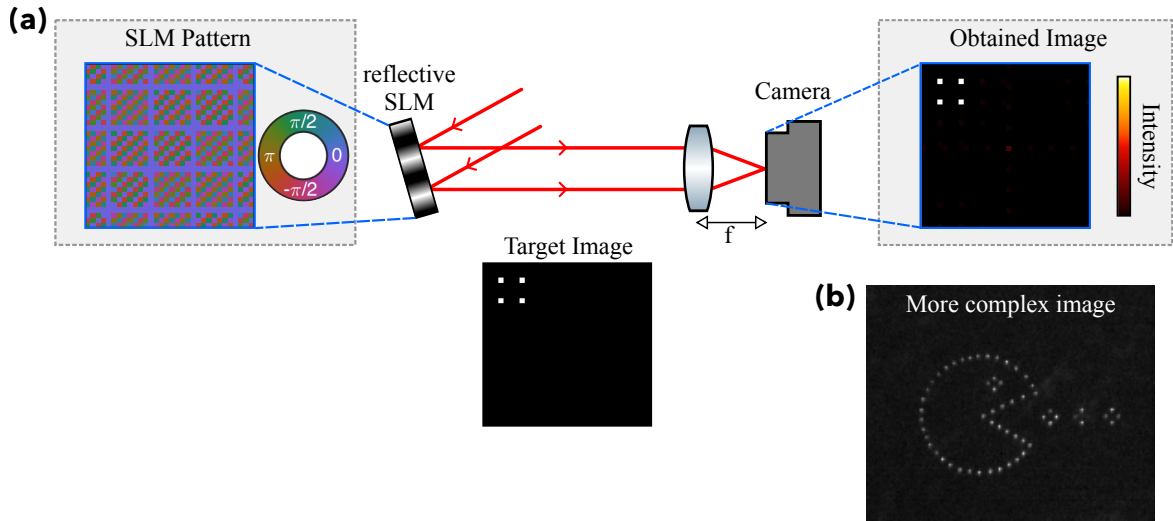 (a)
SLM Pattern
π/2
π
0
-π/2
reflective
SLM
Camera
f
Obtained Image
Intensity
Target Image
(b)
More complex image